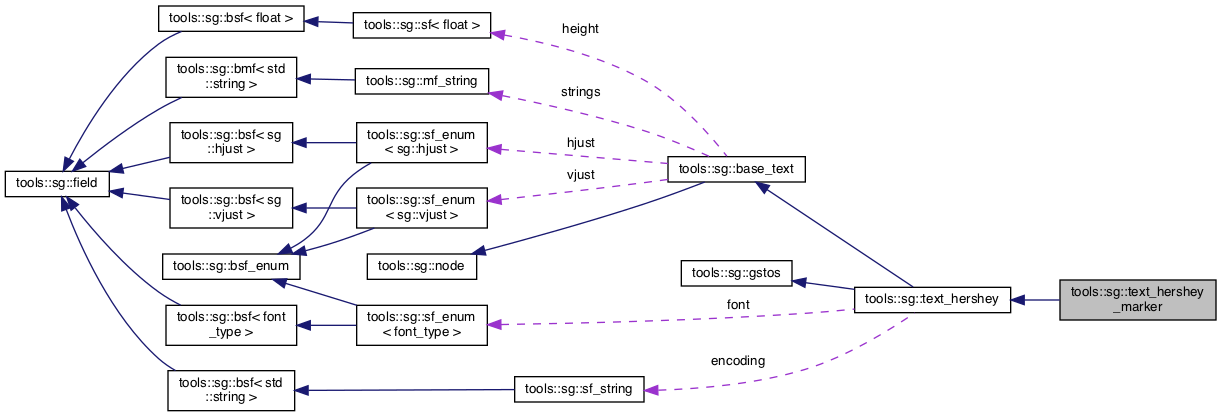 tools::sg::bsf< float >
tools::sg::sf< float >
height
tools::sg::bmf< std
::string >
tools::sg::mf_string
strings
tools::sg::bsf< sg
::hjust >
tools::sg::sf_enum
< sg::hjust >
hjust
tools::sg::field
tools::sg::base_text
vjust
tools::sg::bsf< sg
::vjust >
tools::sg::sf_enum
< sg::vjust >
tools::sg::bsf_enum
tools::sg::node
tools::sg::gstos
tools::sg::text_hershey
tools::sg::text_hershey
_marker
font
tools::sg::bsf< font
_type >
tools::sg::sf_enum
< font_type >
encoding
tools::sg::bsf< std
::string >
tools::sg::sf_string